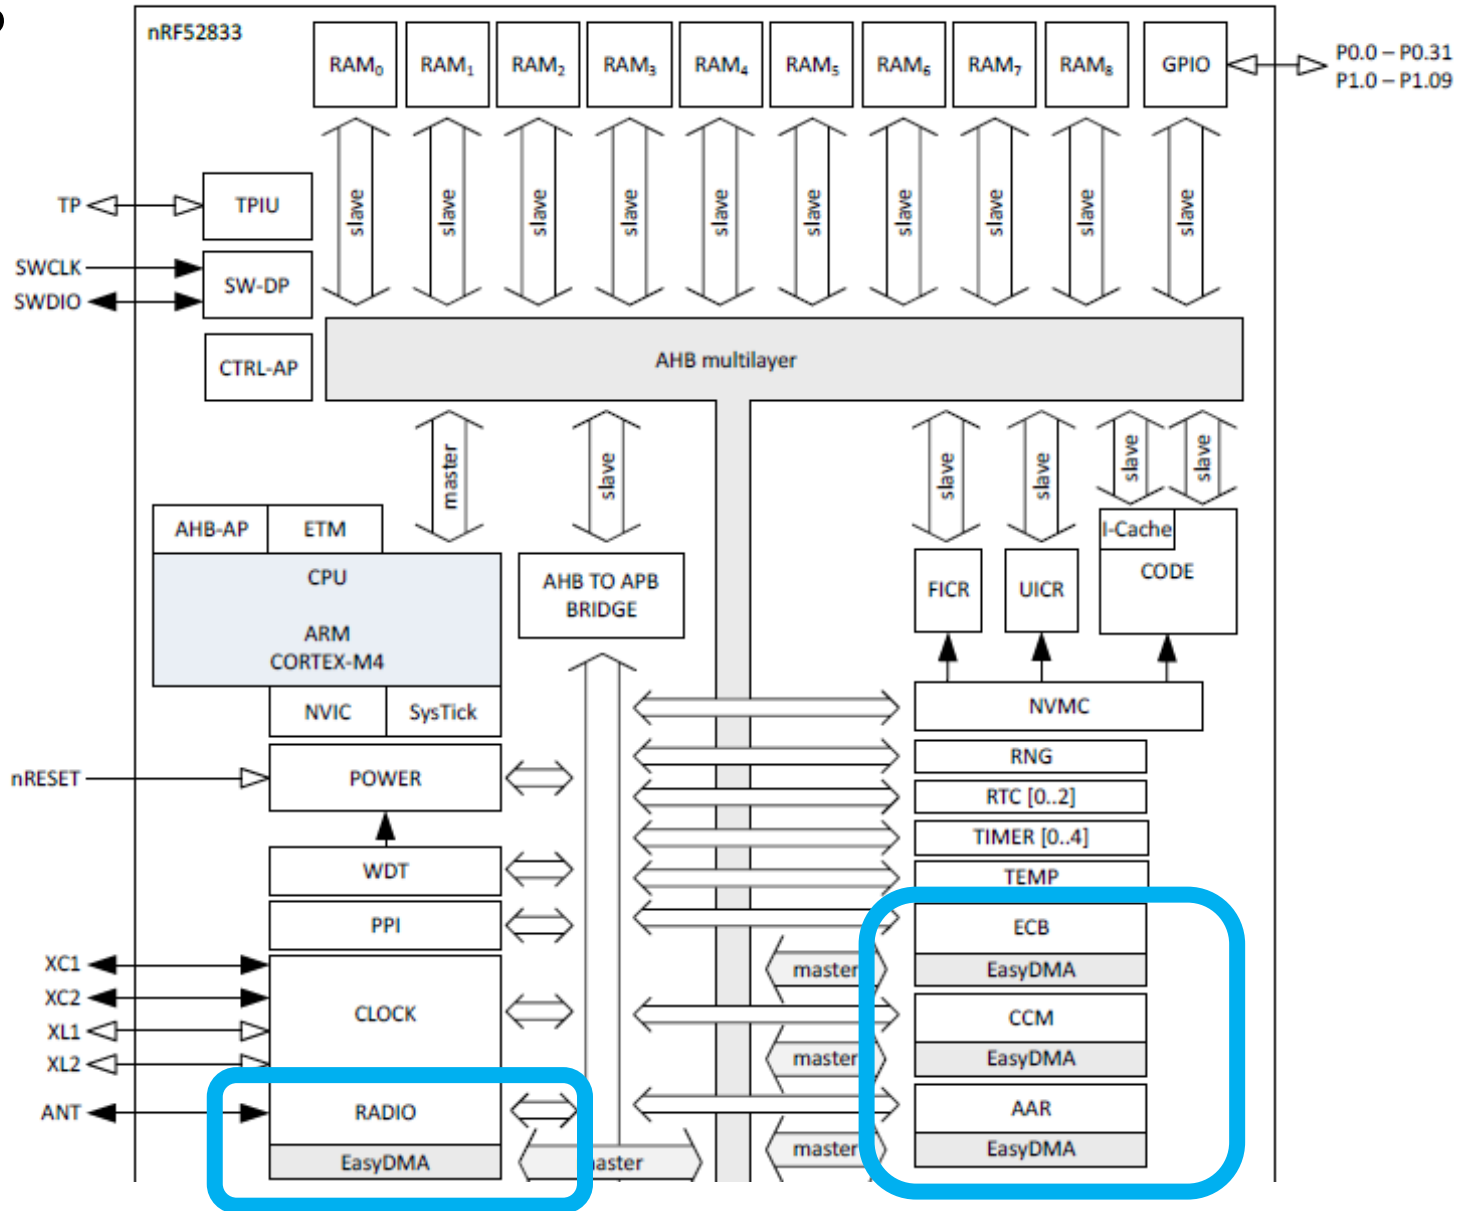 nRF52833
RAM0 RAM1 RAM2 RAM3 RAM4 RAM5 RAM6 RAM7 RAM8 GPIO
P0.0 – P0.31
P1.0 – P1.09
slave slave slave slave slave slave slave slave slave slave
TP TPIU
SWCLK
SW-DP
SWDIO
CTRL-AP
AHB multilayer
master slave slave slave slave slave
AHB-AP ETM
I-Cache
CODE
CPU
ARM
CORTEX-M4
AHB TO APB
BRIDGE
FICR UICR
NVIC SysTick
NVMC
nRESET POWER
RNG
RTC [0..2]
TIMER [0..4]
WDT
TEMP
PPI
ECB
master EasyDMA
XC1
XC2
XL1
XL2
CLOCK
CCM
master EasyDMA
ANT RADIO
AAR
EasyDMA master
master EasyDMA